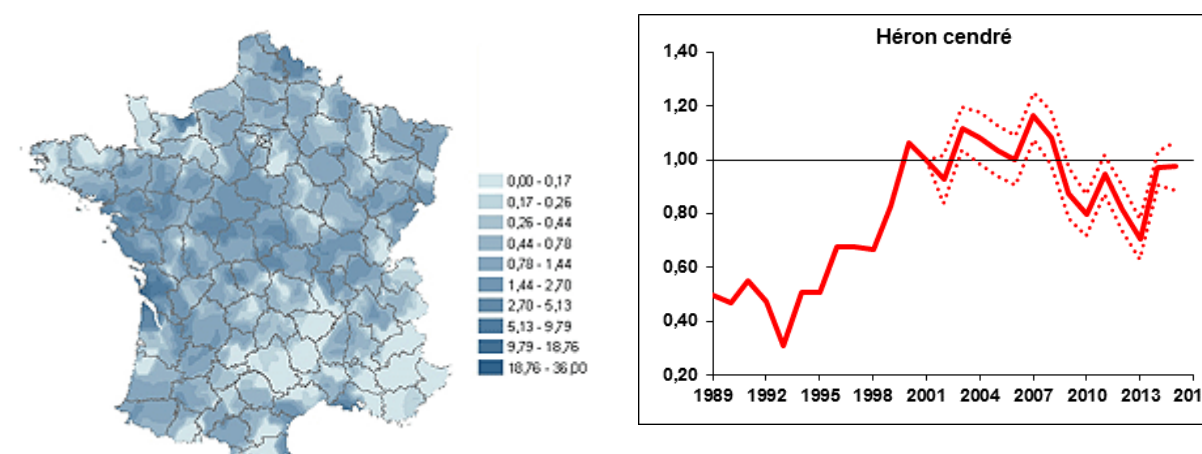 0,00 - 0,17
0,17 - 0,26
0,26 - 0,44
0,44 - 0,78
0,78 - 1,44
1,44 - 2,70
2,70 - 5,13
5,13 - 9,79
9,79 - 18,76
18,76 - 36,00
Héron cendré
1,40
1,20
1,00
0,80
0,60
0,40
0,20
1989 1992 1995 1998 2001 2004 2007 2010 2013 201